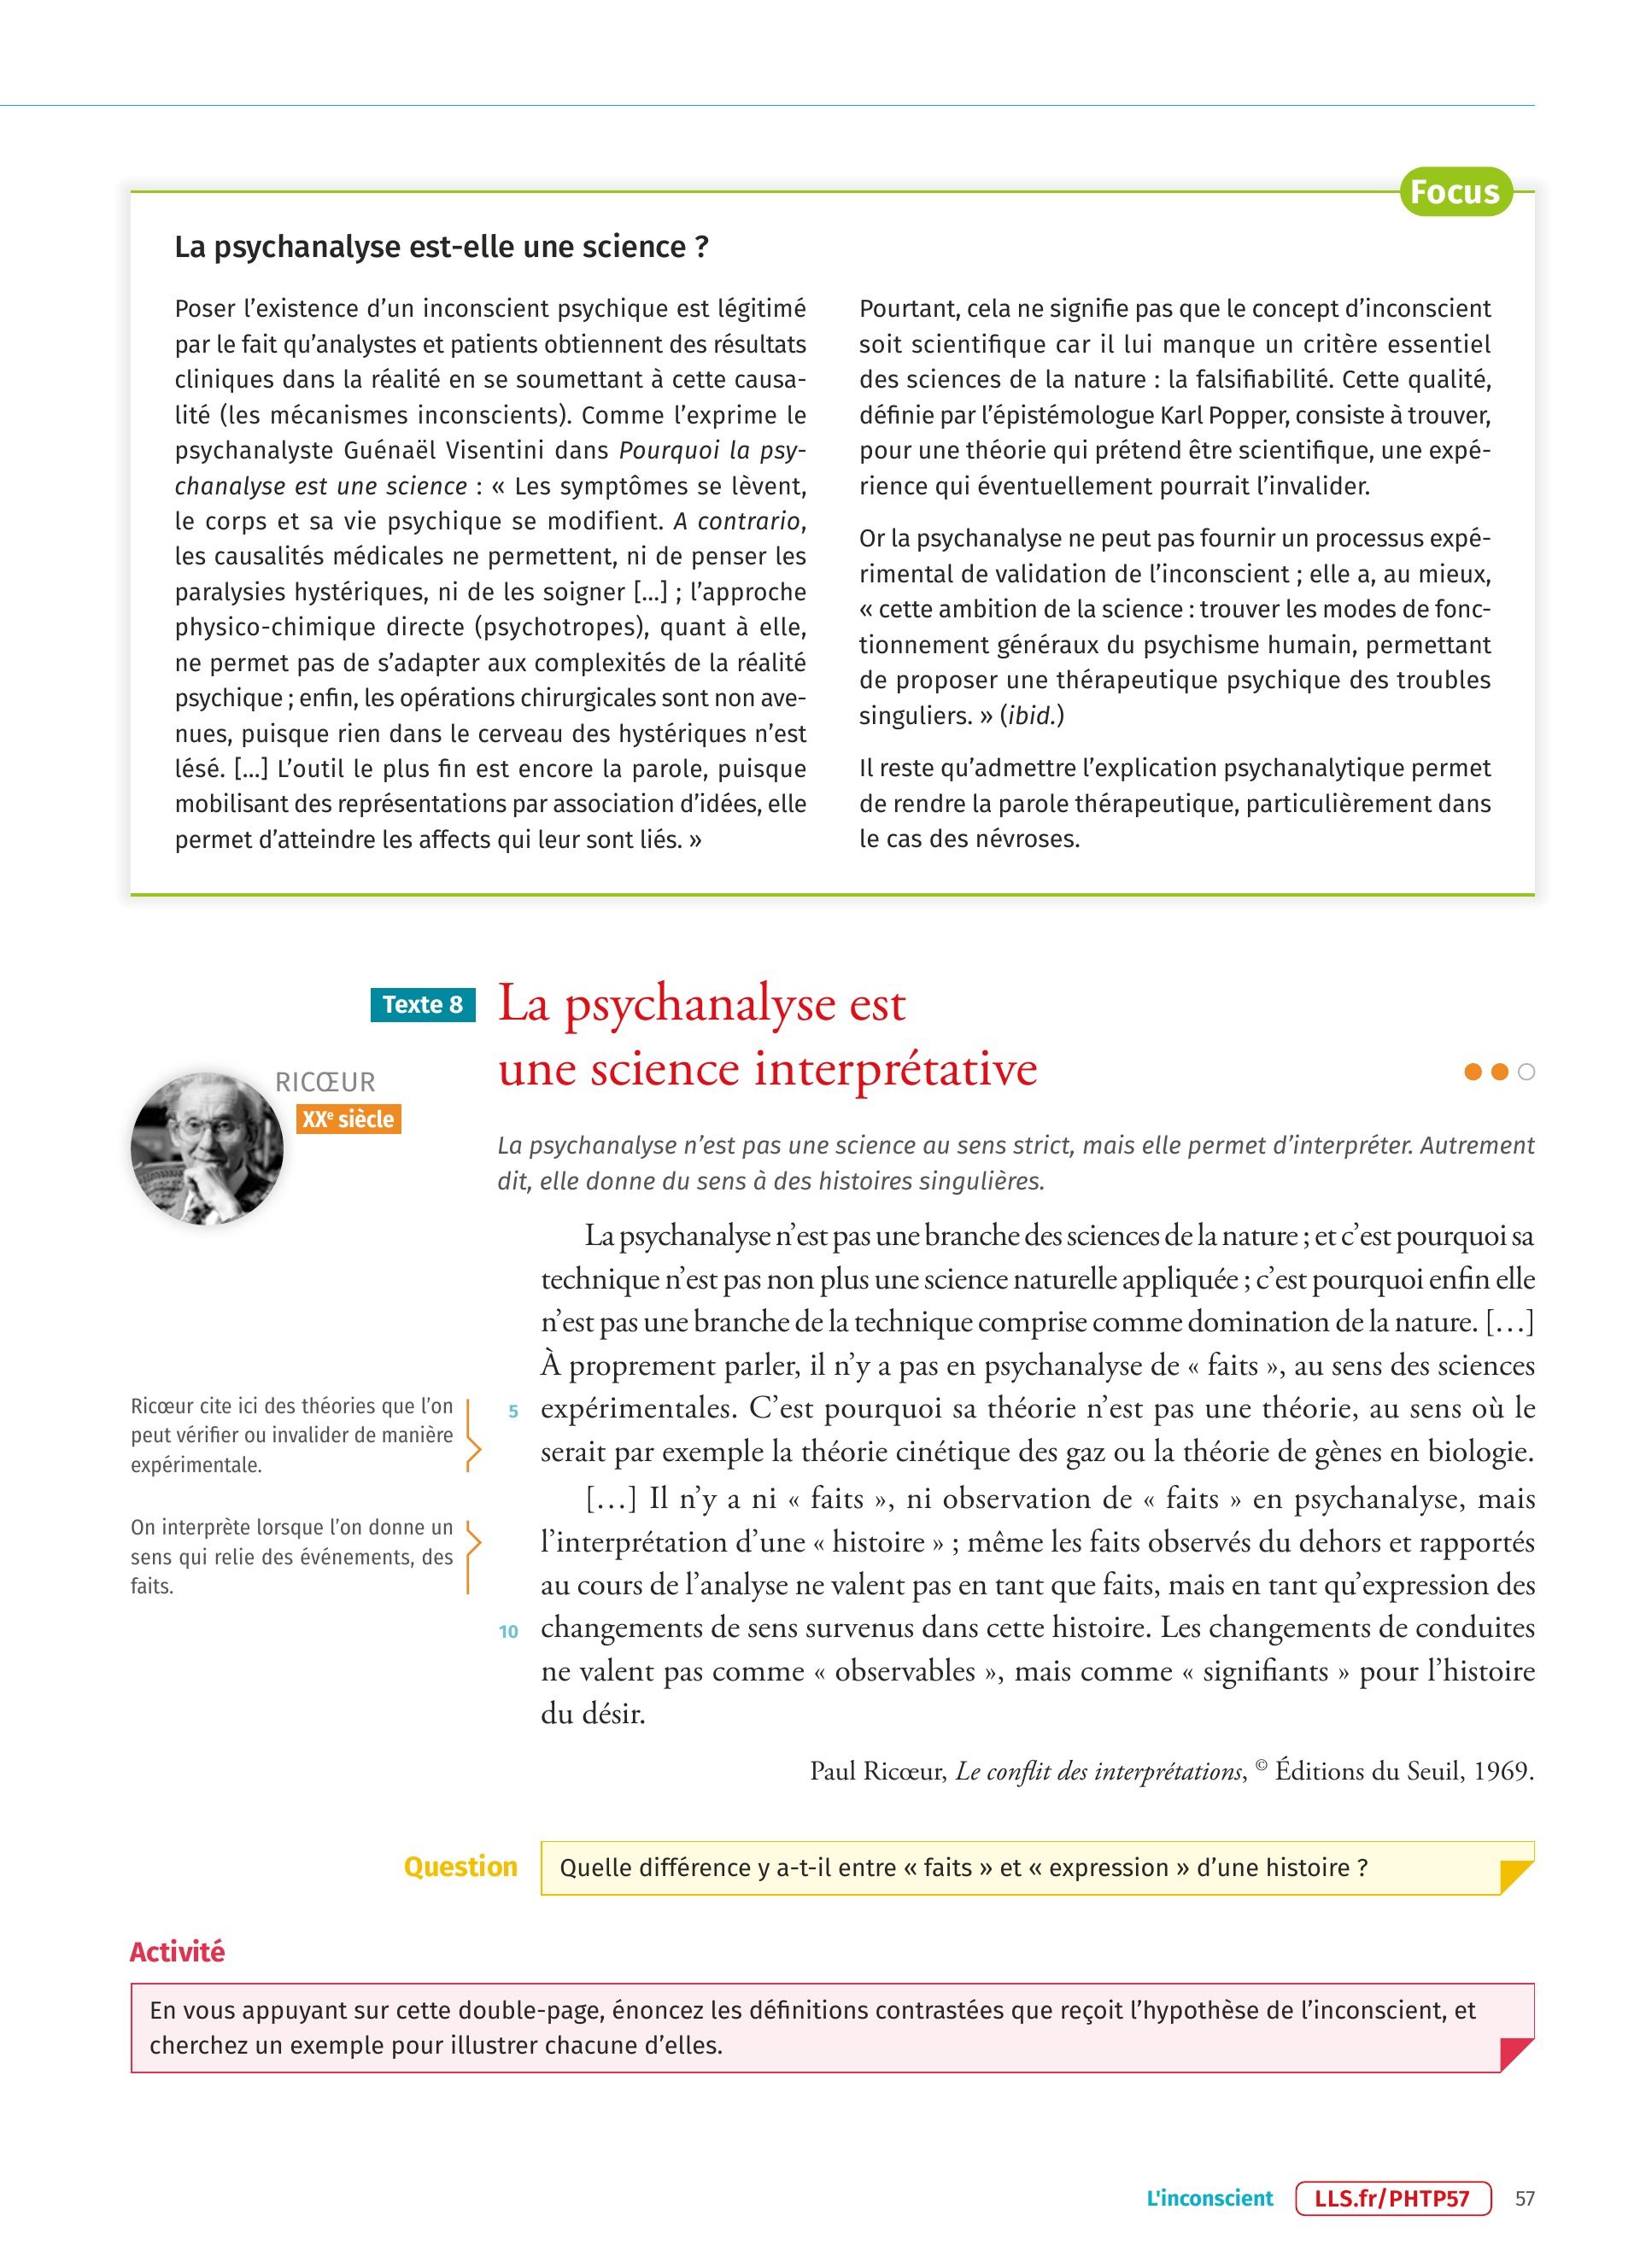 Focus
La psychanalyse est-elle une science ?
Poser l’existence d’un inconscient psychique est légitimé
par le fait qu’analystes et patients obtiennent des résultats
cliniques dans la réalité en se soumettant à cette causa-
lité (les mécanismes inconscients). Comme l’exprime le
psychanalyste Guénaël Visentini dans Pourquoi la psy-
chanalyse est une science : « Les symptômes se lèvent,
le corps et sa vie psychique se modifient. A contrario,
les causalités médicales ne permettent, ni de penser les
paralysies hystériques, ni de les soigner [...] ; l’approche
physico-chimique directe (psychotropes), quant à elle,
ne permet pas de s’adapter aux complexités de la réalité
psychique ; enfin, les opérations chirurgicales sont non ave-
nues, puisque rien dans le cerveau des hystériques n’est
lésé. [...] L’outil le plus fin est encore la parole, puisque
mobilisant des représentations par association d’idées, elle
permet d’atteindre les affects qui leur sont liés. »
Pourtant, cela ne signifie pas que le concept d’inconscient
soit scientifique car il lui manque un critère essentiel
des sciences de la nature : la falsifiabilité. Cette qualité,
définie par l’épistémologue Karl Popper, consiste à trouver,
pour une théorie qui prétend être scientifique, une expé-
rience qui éventuellement pourrait l’invalider.
Or la psychanalyse ne peut pas fournir un processus expé-
rimental de validation de l’inconscient ; elle a, au mieux,
« cette ambition de la science : trouver les modes de fonc-
tionnement généraux du psychisme humain, permettant
de proposer une thérapeutique psychique des troubles
singuliers. » (ibid.)
Il reste qu’admettre l’explication psychanalytique permet
de rendre la parole thérapeutique, particulièrement dans
le cas des névroses.
Texte 8
La psychanalyse est
une science interprétative
RICŒUR
XXe siècle
La psychanalyse n’est pas une science au sens strict, mais elle permet d’interpréter. Autrement
dit, elle donne du sens à des histoires singulières.
La psychanalyse n’est pas une branche des sciences de la nature ; et c’est pourquoi sa
technique n’est pas non plus une science naturelle appliquée ; c’est pourquoi enfin elle
n’est pas une branche de la technique comprise comme domination de la nature. […]
À proprement parler, il n’y a pas en psychanalyse de « faits », au sens des sciences
5 expérimentales. C’est pourquoi sa théorie n’est pas une théorie, au sens où le
serait par exemple la théorie cinétique des gaz ou la théorie de gènes en biologie.
[…] Il n’y a ni « faits », ni observation de « faits » en psychanalyse, mais
l’interprétation d’une « histoire » ; même les faits observés du dehors et rapportés
au cours de l’analyse ne valent pas en tant que faits, mais en tant qu’expression des
10 changements de sens survenus dans cette histoire. Les changements de conduites
ne valent pas comme « observables », mais comme « signifiants » pour l’histoire
du désir.
Ricœur cite ici des théories que l’on
peut vérifier ou invalider de manière
expérimentale.
On interprète lorsque l’on donne un
sens qui relie des événements, des
faits.
Paul Ricœur, Le conflit des interprétations, © Éditions du Seuil, 1969.
Question
Quelle différence y a-t-il entre « faits » et « expression » d’une histoire ?
Activité
En vous appuyant sur cette double-page, énoncez les définitions contrastées que reçoit l’hypothèse de l’inconscient, et
cherchez un exemple pour illustrer chacune d’elles.
L'inconscient LLS.fr/PHTP57 57